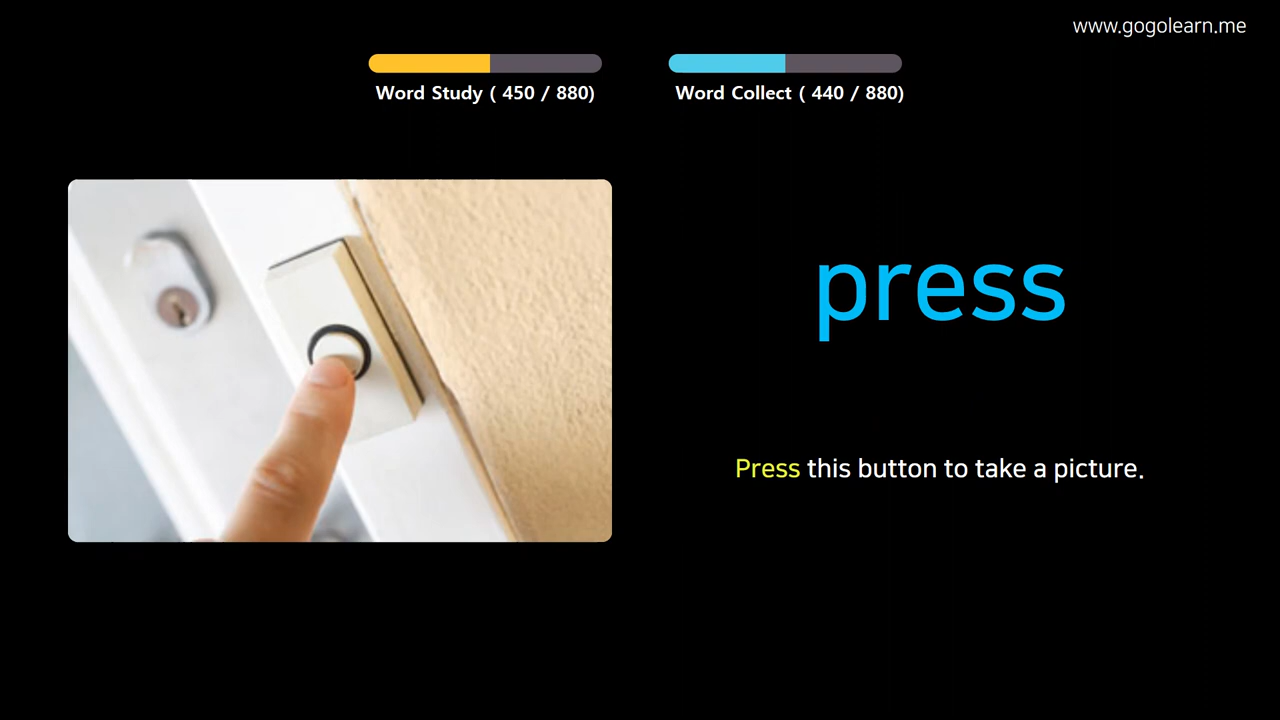 www.gogolearn.me
Word Study ( 450 / 880)
Word Collect ( 440 / 880)
press
Press this button to take a picture.